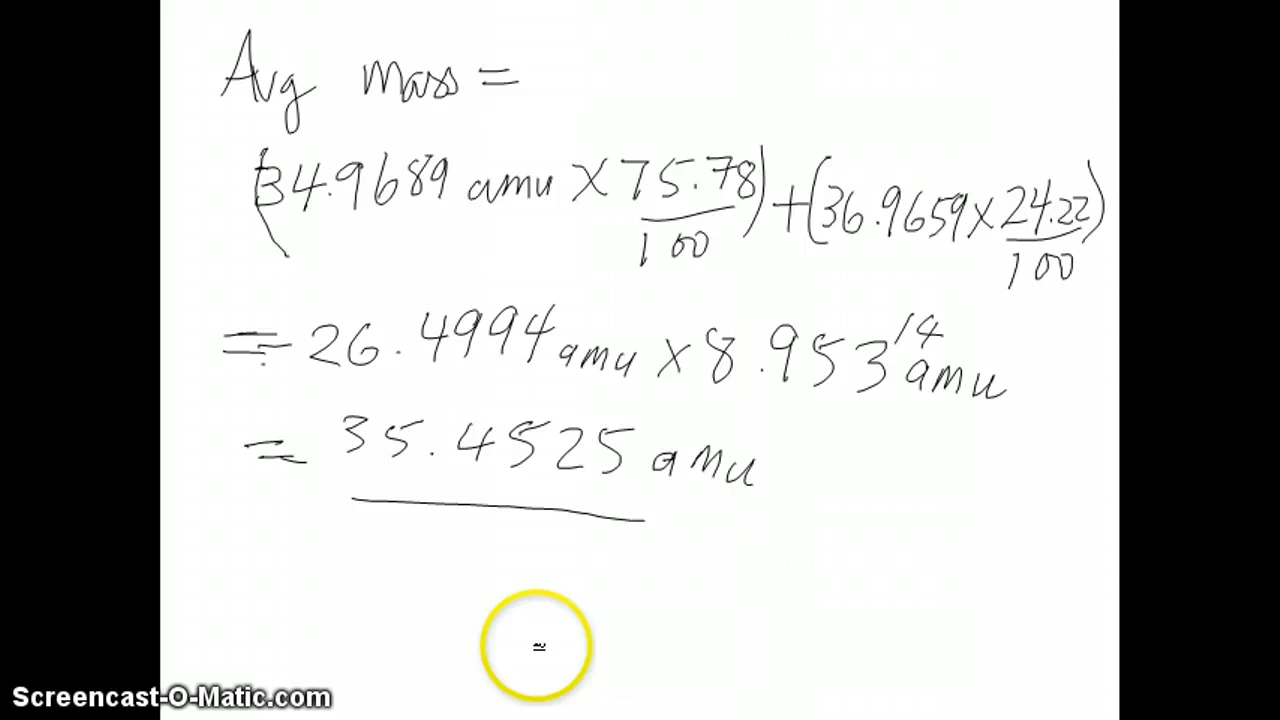 Avg mass =
(34.9689 amu × 75.78/100) + (36.9659 × 24.22/100)
= 26.4994 amu × 8.95314 amu
= 35.4525 amu
Screencast-O-Matic.com